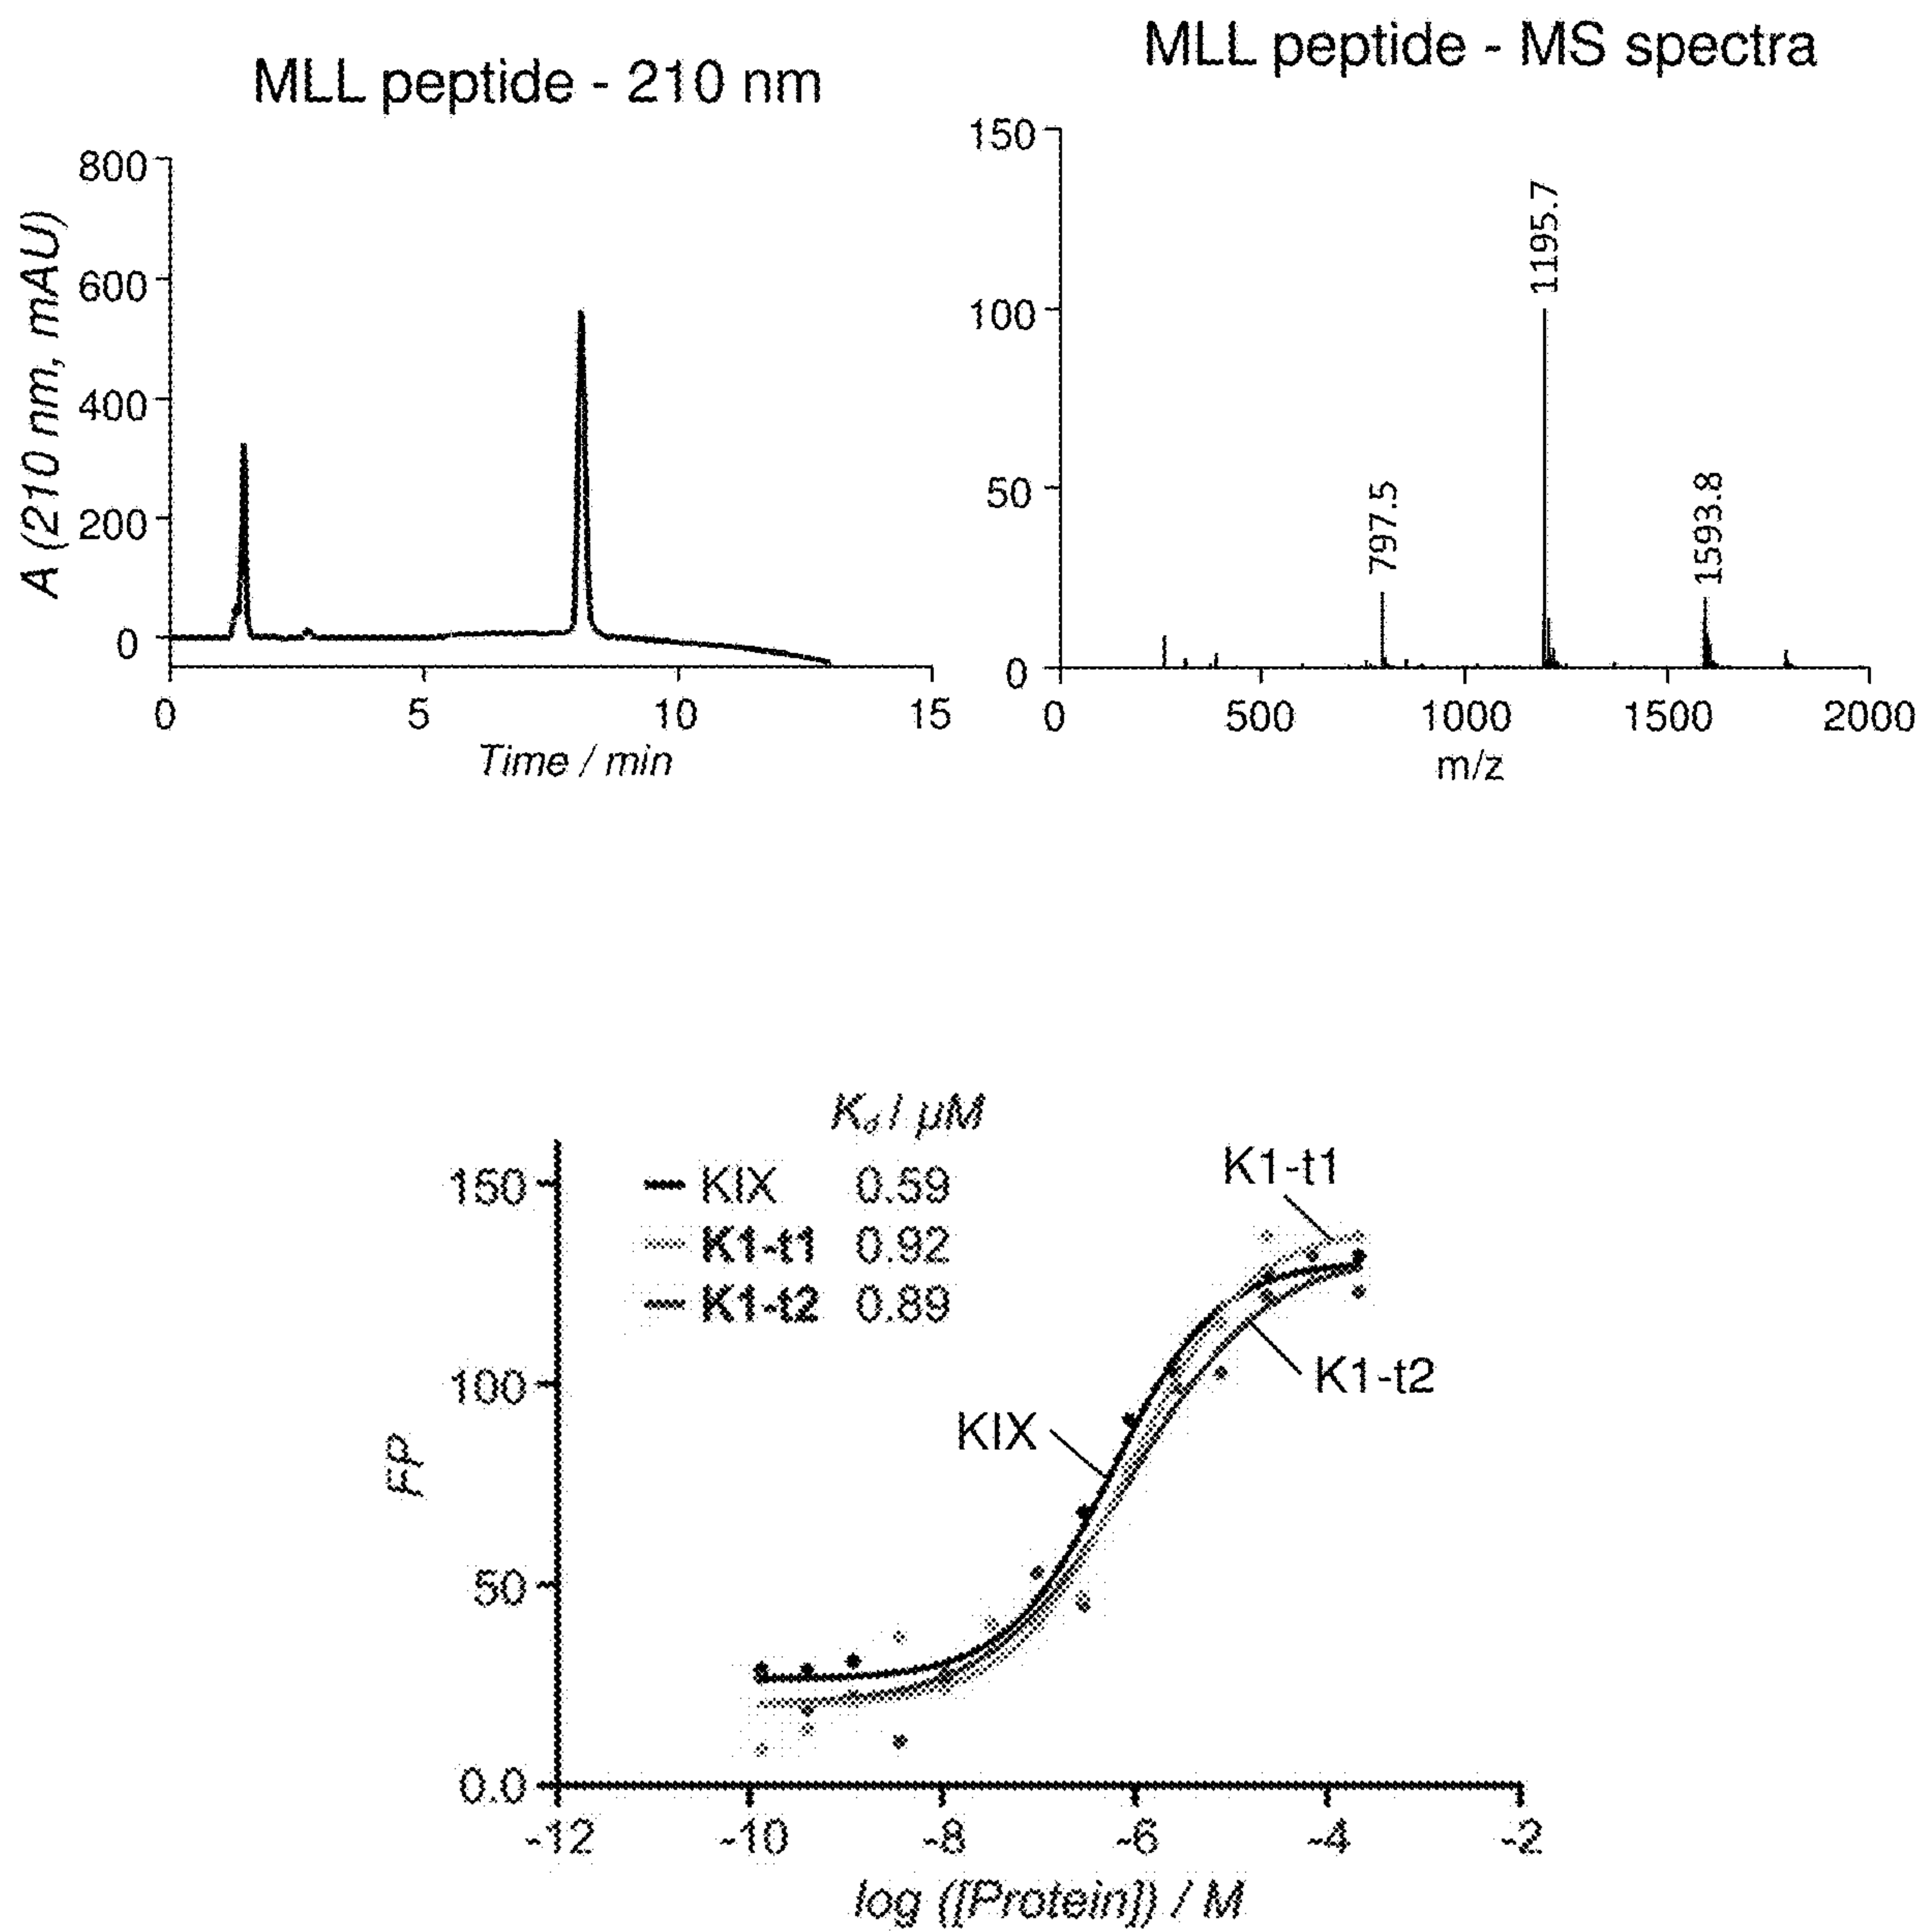 MLL peptide - 210 nm
A (210 nm, mAU)
800
600
400
200
0
0 5 10 15
Time / min
MLL peptide - MS spectra
150
100
50
0
797.5
1195.7
1593.8
0 500 1000 1500 2000
m/z
Kd / µM
KIX 0.59
K1-t1 0.92
K1-t2 0.89
K1-t1
K1-t2
KIX
FP
150
100
50
0.0
-12 -10 -8 -6 -4 -2
log ([Protein]) / M